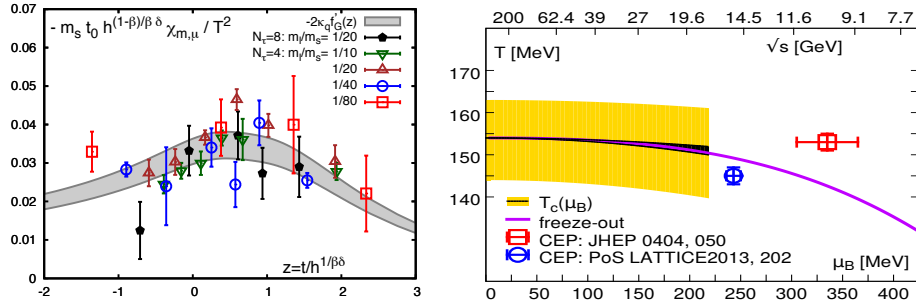 - m_s t_0 h^{(1-β)/β δ} χ_{m,μ} / T^2
-2κ_q f'_G(z)
N_τ=8: m_l/m_s= 1/20
N_τ=4: m_l/m_s= 1/10
1/20
1/40
1/80
0.07
0.06
0.05
0.04
0.03
0.02
0.01
0
z=t/h^{1/βδ}
-2 -1 0 1 2 3
200 62.4 39 27 19.6 14.5 11.6 9.1 7.7
T [MeV]
√s [GeV]
170
160
150
140
T_c(μ_B)
freeze-out
CEP: JHEP 0404, 050
CEP: PoS LATTICE2013, 202
μ_B [MeV]
0 50 100 150 200 250 300 350 400